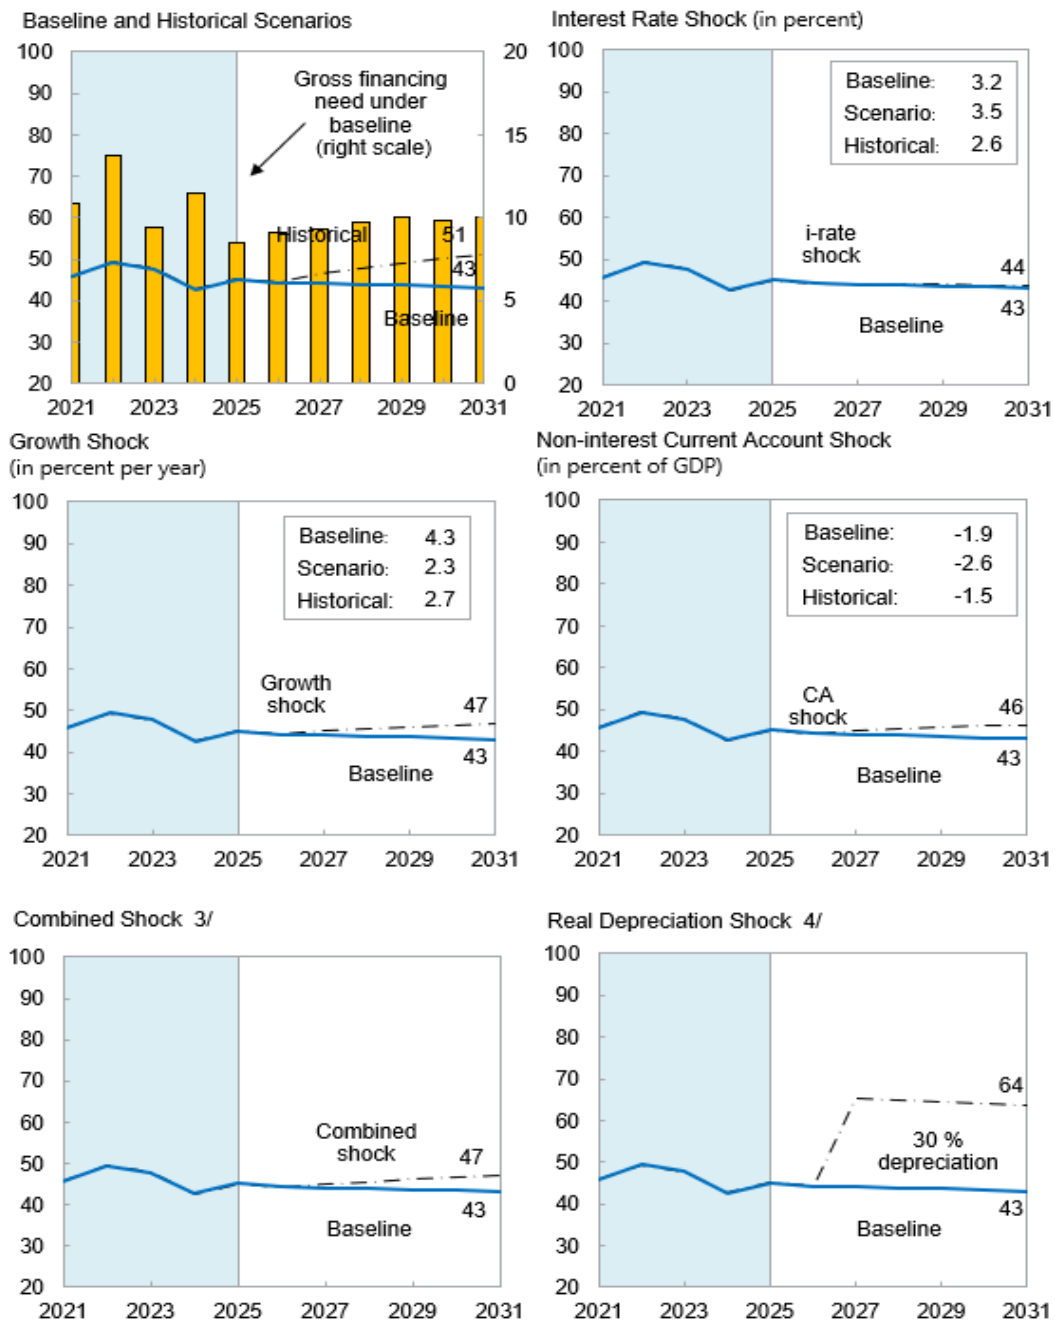 Baseline and Historical Scenarios
100
90
80
70
60
50
40
30
20
20
15
10
5
0
Gross financing
need under
baseline
(right scale)
Historical
51
43
Baseline
2021 2023 2025 2027 2029 2031
Interest Rate Shock (in percent)
100
90
80
70
60
50
40
30
20
Baseline: 3.2
Scenario: 3.5
Historical: 2.6
i-rate
shock
44
43
Baseline
2021 2023 2025 2027 2029 2031
Growth Shock
(in percent per year)
100
90
80
70
60
50
40
30
20
Baseline: 4.3
Scenario: 2.3
Historical: 2.7
Growth
shock
47
43
Baseline
2021 2023 2025 2027 2029 2031
Non-interest Current Account Shock
(in percent of GDP)
100
90
80
70
60
50
40
30
20
Baseline: -1.9
Scenario: -2.6
Historical: -1.5
CA
shock
46
43
Baseline
2021 2023 2025 2027 2029 2031
Combined Shock 3/
100
90
80
70
60
50
40
30
20
Combined
shock
47
43
Baseline
2021 2023 2025 2027 2029 2031
Real Depreciation Shock 4/
100
90
80
70
60
50
40
30
20
64
30 %
depreciation
43
Baseline
2021 2023 2025 2027 2029 2031